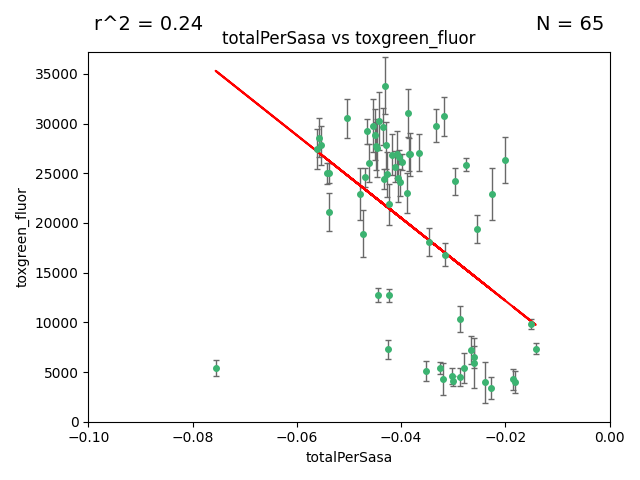 r^2 = 0.24
N = 65
totalPerSasa vs toxgreen_fluor
35000
30000
25000
20000
15000
10000
5000
0
toxgreen_fluor
−0.10
−0.08
−0.06
−0.04
−0.02
0.00
totalPerSasa